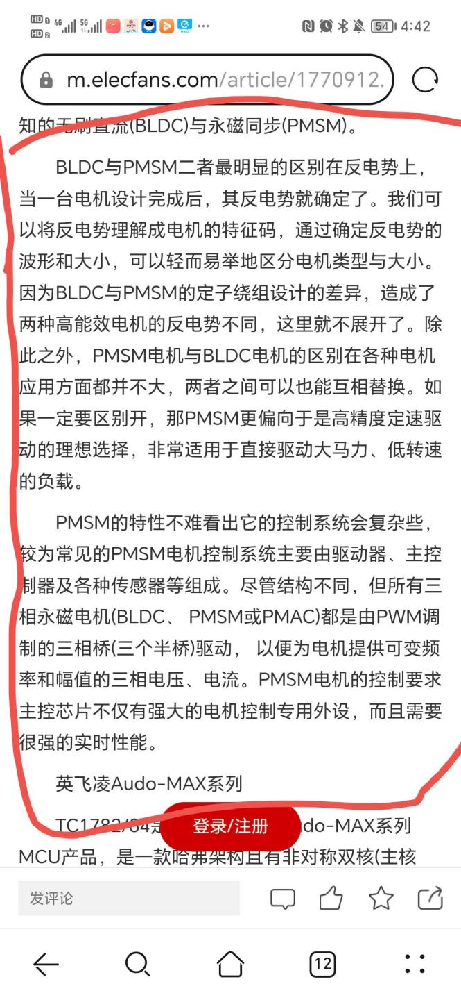 HD 1 4G 5G 54 4:42
HD 2
m.elecfans.com/article/1770912.
知的无刷直流(BLDC)与永磁同步(PMSM)。
BLDC与PMSM二者最明显的区别在反电势上，
当一台电机设计完成后，其反电势就确定了。我们可
以将反电势理解成电机的特征码，通过确定反电势的
波形和大小，可以轻而易举地区分电机类型与大小。
因为BLDC与PMSM的定子绕组设计的差异，造成了
两种高能效电机的反电势不同，这里就不展开了。除
此之外，PMSM电机与BLDC电机的区别在各种电机
应用方面都并不大，两者之间可以也能互相替换。如
果一定要区别开，那PMSM更偏向于是高精度定速驱
动的理想选择，非常适用于直接驱动大马力、低转速
的负载。
PMSM的特性不难看出它的控制系统会复杂些，
较为常见的PMSM电机控制系统主要由驱动器、主控
制器及各种传感器等组成。尽管结构不同，但所有三
相永磁电机(BLDC、 PMSM或PMAC)都是由PWM调
制的三相桥(三个半桥)驱动， 以便为电机提供可变频
率和幅值的三相电压、电流。PMSM电机的控制要求
主控芯片不仅有强大的电机控制专用外设，而且需要
很强的实时性能。
英飞凌Audo-MAX系列
TC1782/84是 登录/注册 do-MAX系列
MCU产品，是一款哈弗架构且有非对称双核(主核
发评论
12